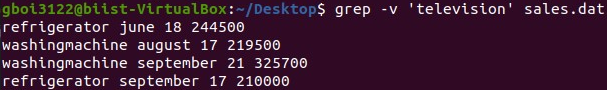 gboi3122@biist-VirtualBox:~/Desktop$ grep -v 'television' sales.dat
refrigerator june 18 244500
washingmachine august 17 219500
washingmachine september 21 325700
refrigerator september 17 210000